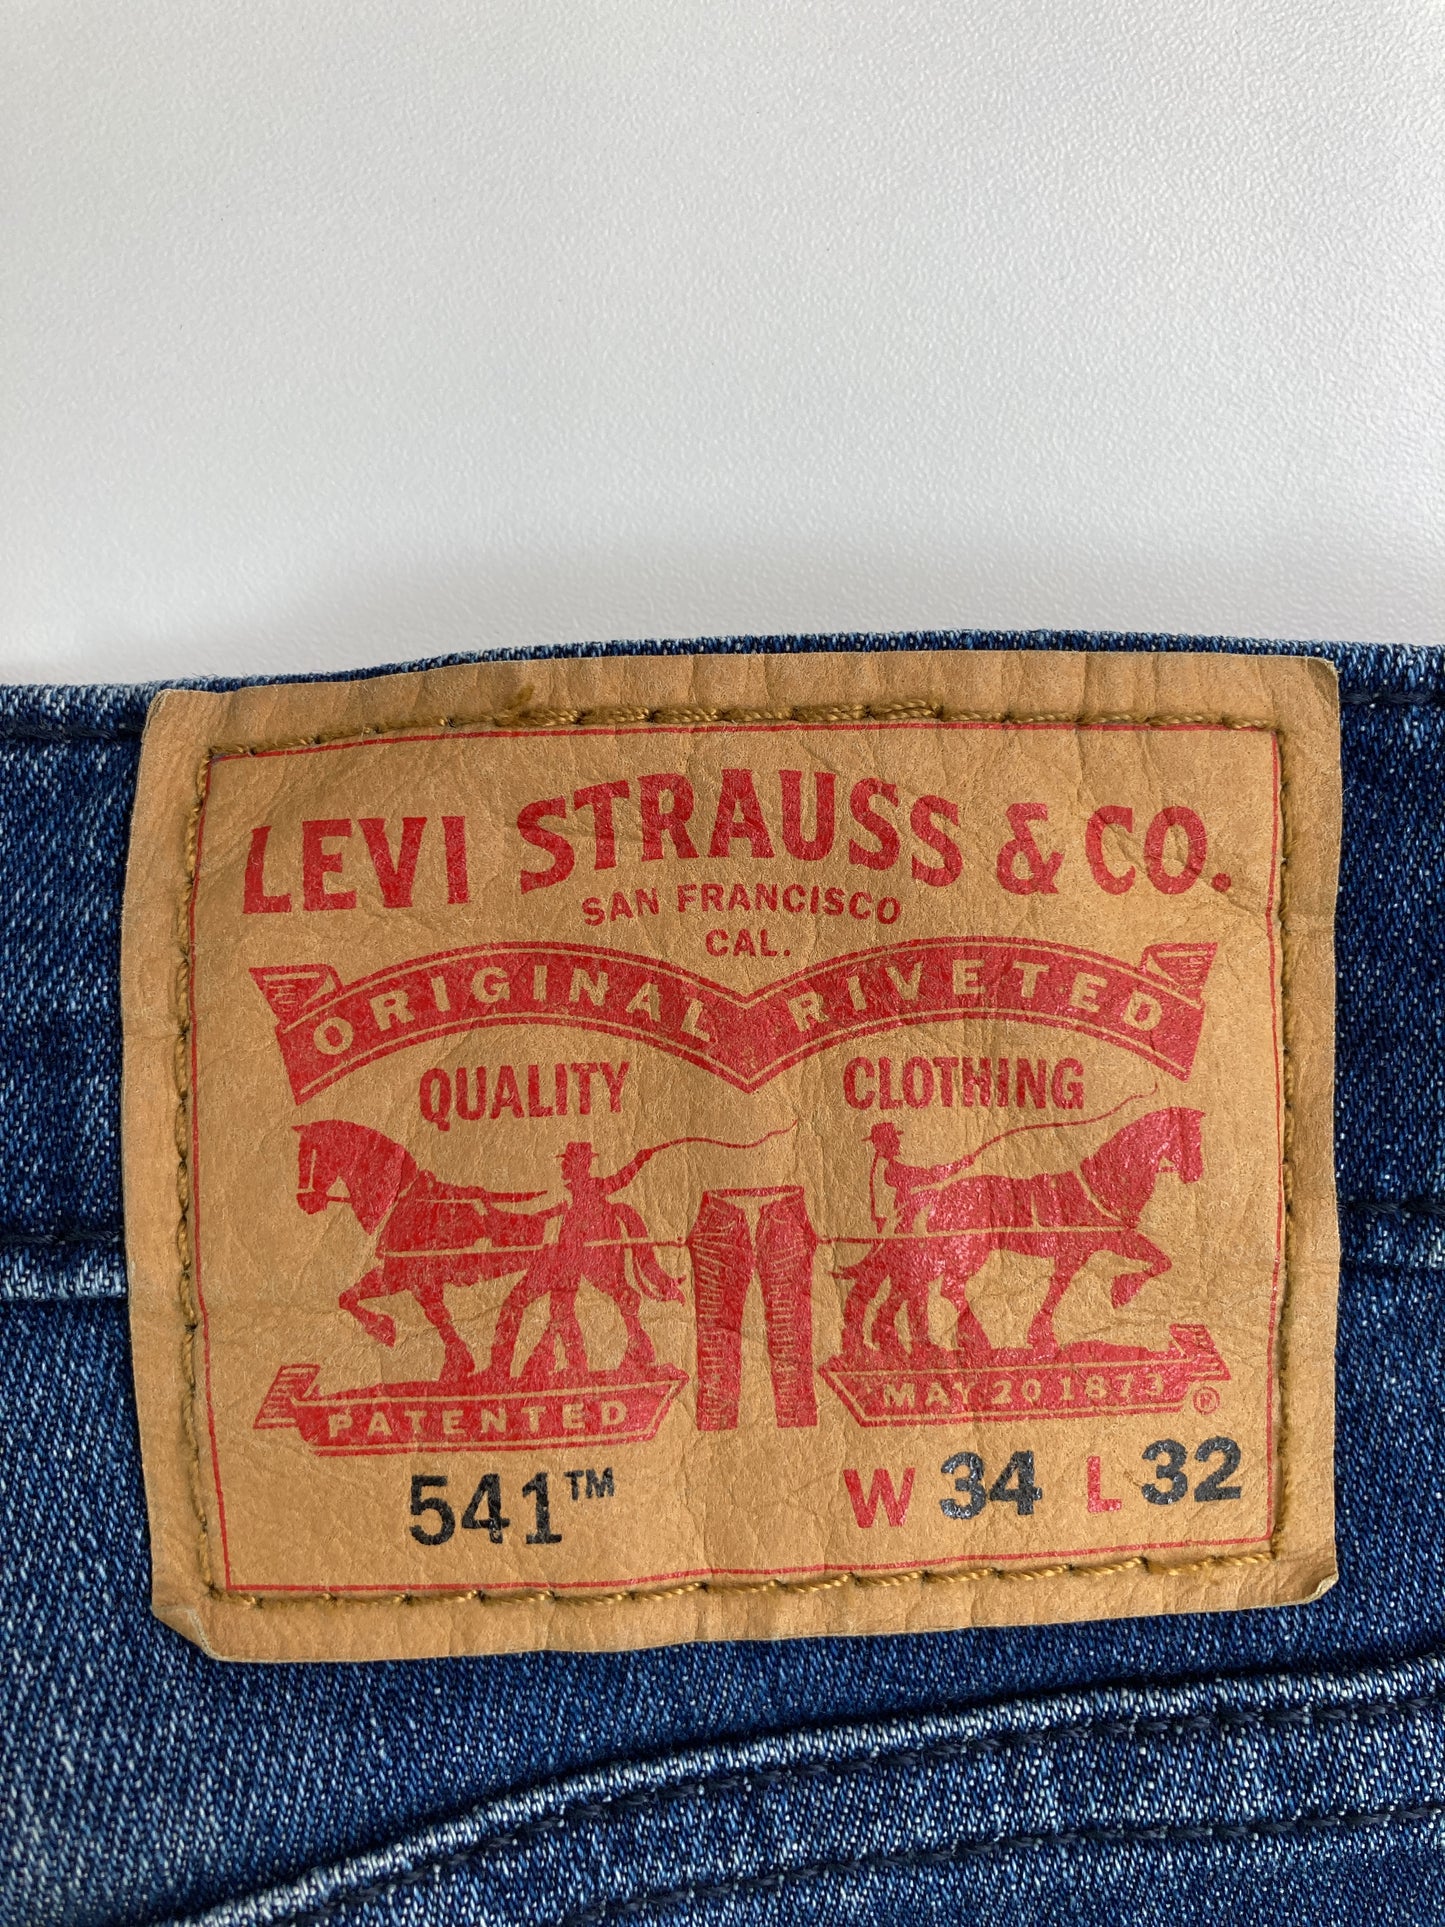 LEVI STRAUSS & CO.
SAN FRANCISCO
CAL.
ORIGINAL RIVETED
QUALITY CLOTHING
PATENTED MAY 20 1873 ®
541™ W 34 L 32